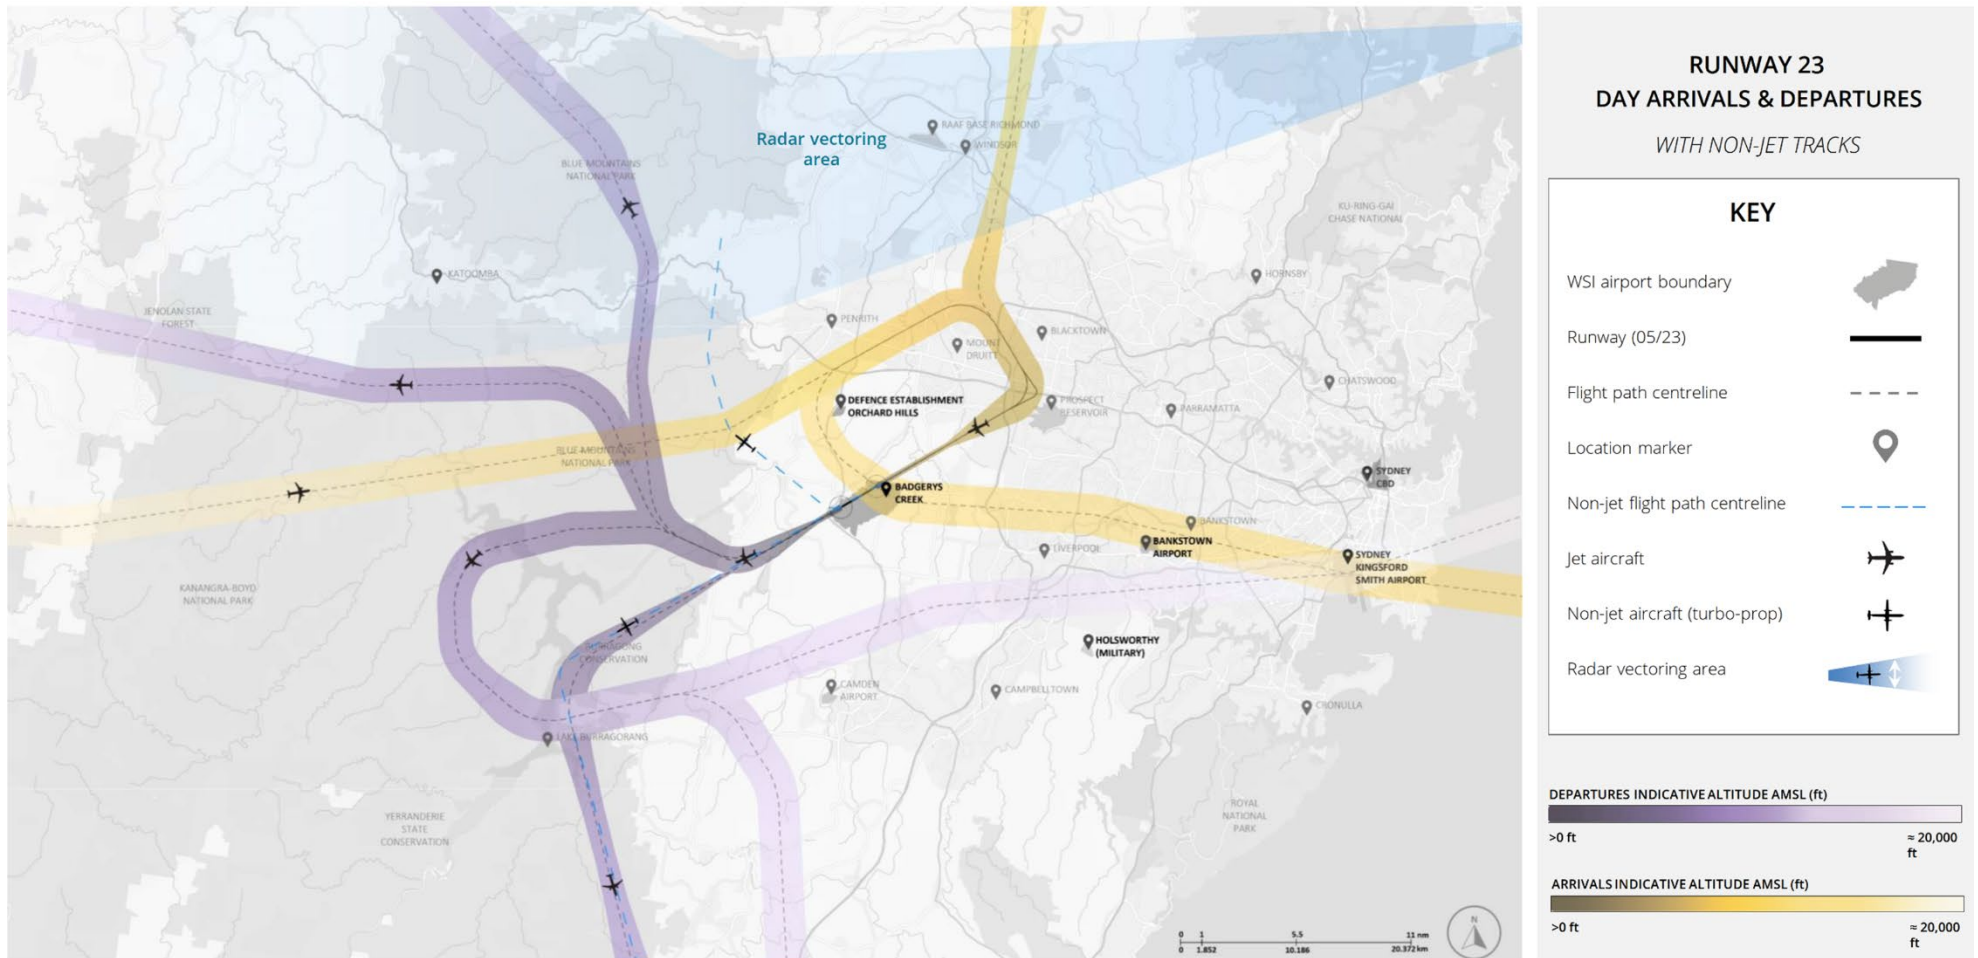 Radar vectoring
area
RAAF BASE RICHMOND
WINDSOR
BLUE MOUNTAINS
NATIONAL PARK
KU-RING-GAI
CHASE NATIONAL
KATOOMBA
HORNSBY
JENOLAN STATE
FOREST
PENRITH
BLACKTOWN
MOUNT
DRUITT
CHATSWOOD
DEFENCE ESTABLISHMENT
ORCHARD HILLS
PROSPECT
RESERVOIR
PARRAMATTA
BLUE MOUNTAINS
NATIONAL PARK
SYDNEY
CBD
BADGERYS
CREEK
BANKSTOWN
BANKSTOWN
AIRPORT
LIVERPOOL
SYDNEY
KINGSFORD
SMITH AIRPORT
KANANGRA-BOYD
NATIONAL PARK
CONSERVATION
HOLSWORTHY
(MILITARY)
CAMDEN
AIRPORT
CAMPBELLTOWN
CRONULLA
LAKE BURRAGORANG
YERRANDERIE
STATE
CONSERVATION
ROYAL
NATIONAL
PARK
0 1 5.5 11 nm
0 1.852 10.186 20.372 km
N
RUNWAY 23
DAY ARRIVALS & DEPARTURES
WITH NON-JET TRACKS
KEY
WSI airport boundary
Runway (05/23)
Flight path centreline
Location marker
Non-jet flight path centreline
Jet aircraft
Non-jet aircraft (turbo-prop)
Radar vectoring area
DEPARTURES INDICATIVE ALTITUDE AMSL (ft)
>0 ft ≈ 20,000
ft
ARRIVALS INDICATIVE ALTITUDE AMSL (ft)
>0 ft ≈ 20,000
ft